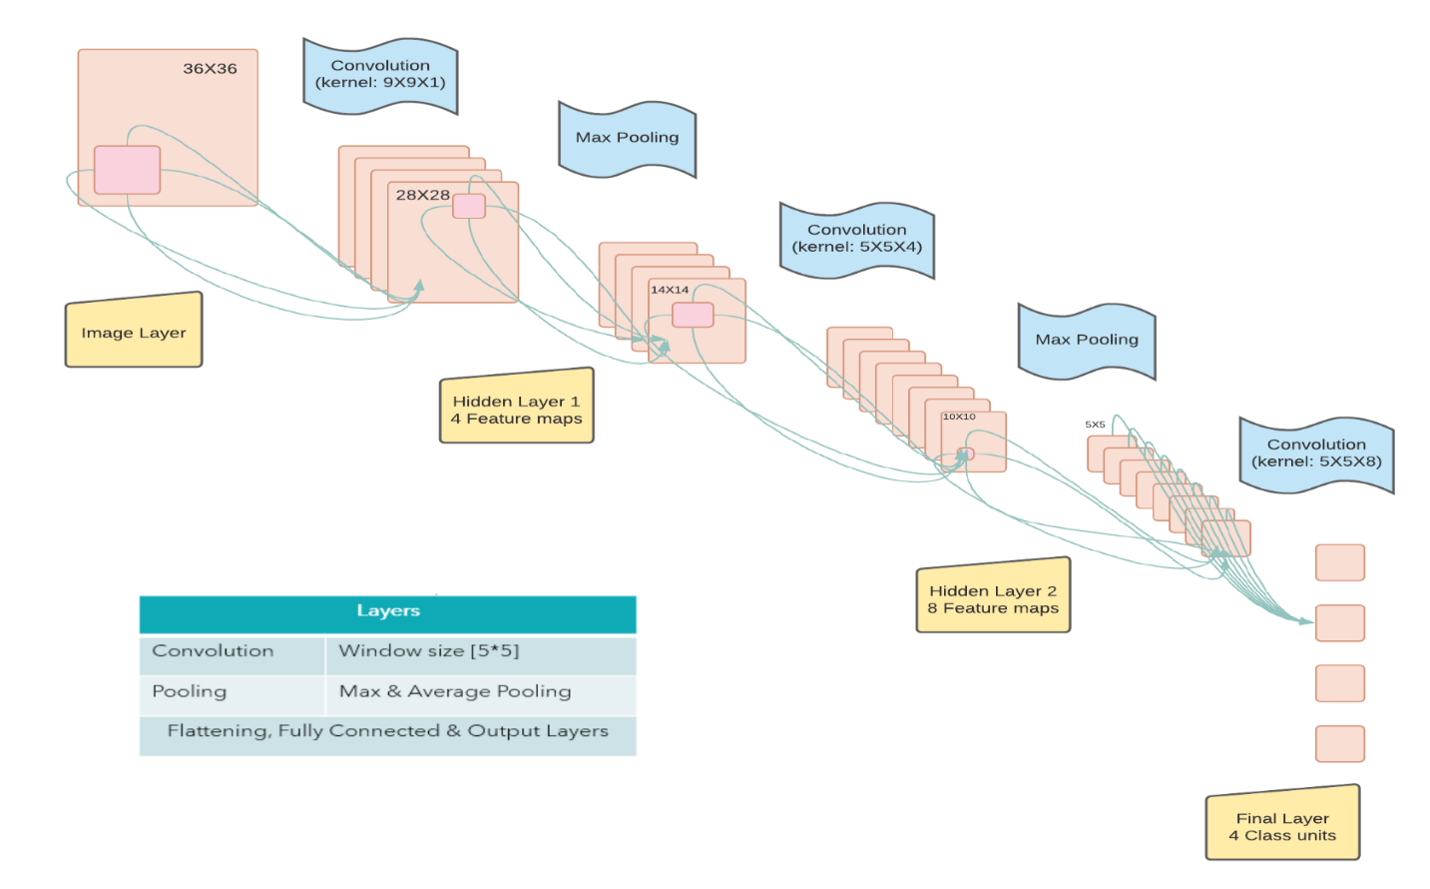 36X36
Convolution
(kernel: 9X9X1)
Max Pooling
28X28
Convolution
(kernel: 5X5X4)
14X14
Image Layer
Max Pooling
Hidden Layer 1
4 Feature maps
10X10
5X5
Convolution
(kernel: 5X5X8)
Hidden Layer 2
8 Feature maps
Layers
Convolution Window size [5*5]
Pooling Max & Average Pooling
Flattening, Fully Connected & Output Layers
Final Layer
4 Class units